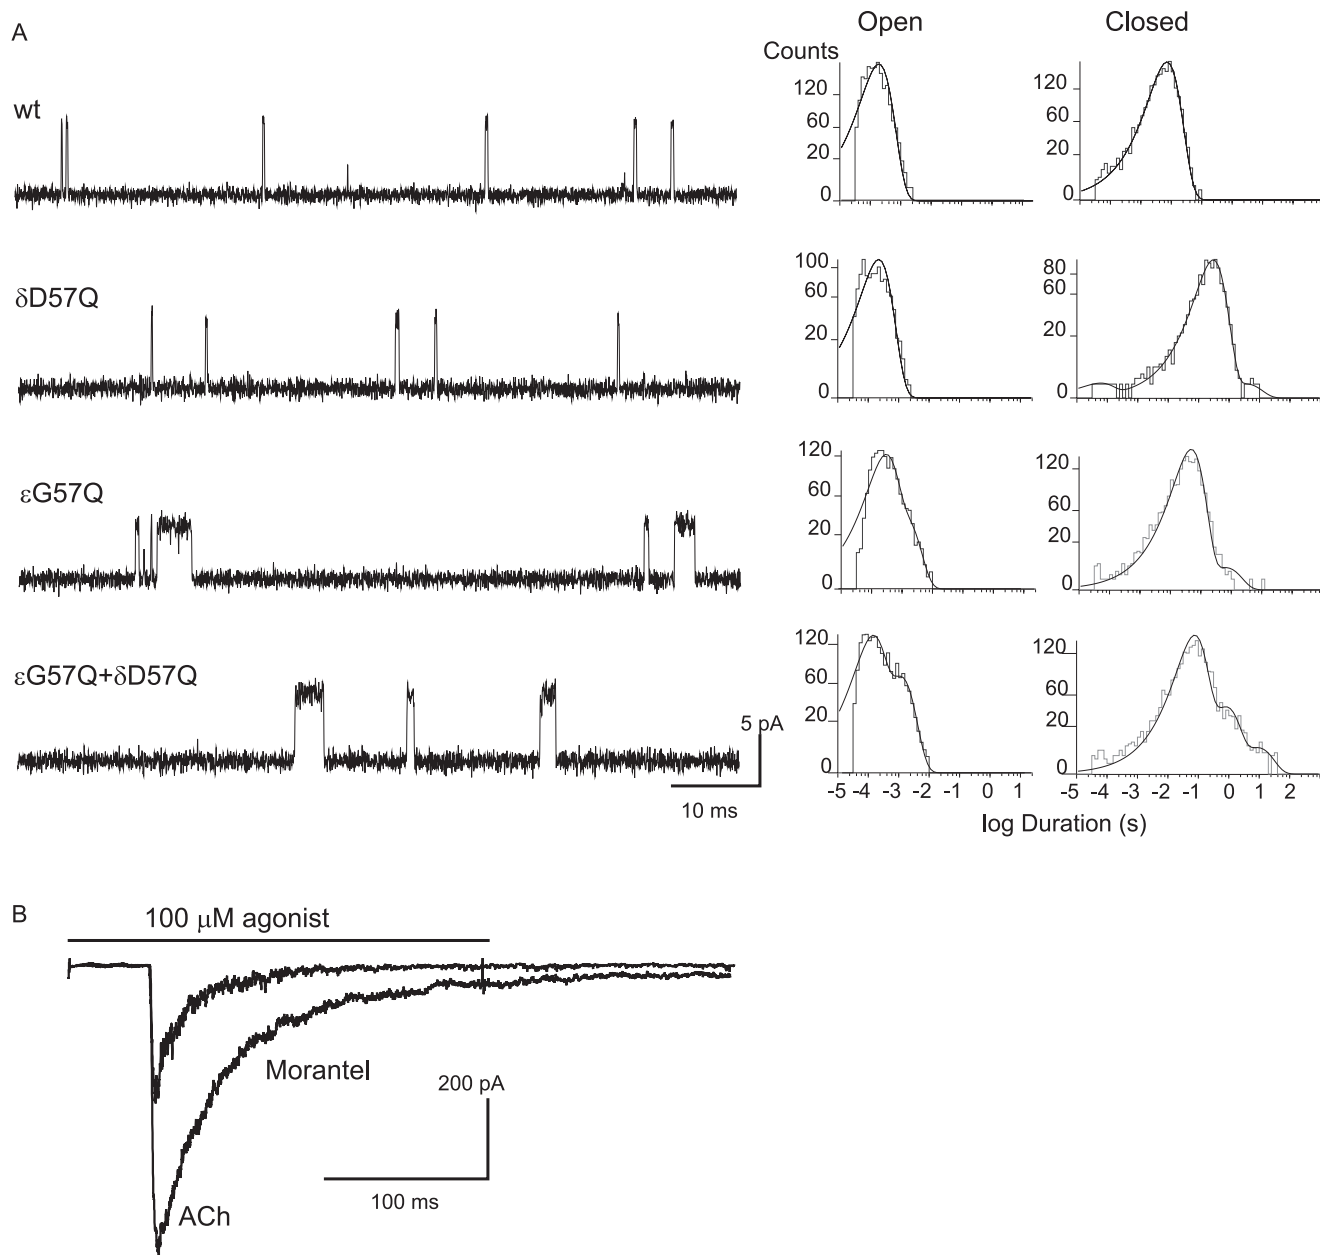 A
Open
Closed
Counts
wt
120
60
20
0
120
60
20
0
δD57Q
100
60
20
0
80
60
20
0
εG57Q
120
60
20
0
120
60
20
0
εG57Q+δD57Q
120
60
20
0
120
60
20
0
5 pA
10 ms
-5 -4 -3 -2 -1 0 1
-5 -4 -3 -2 -1 0 1 2
log Duration (s)
B
100 μM agonist
Morantel
200 pA
100 ms
ACh